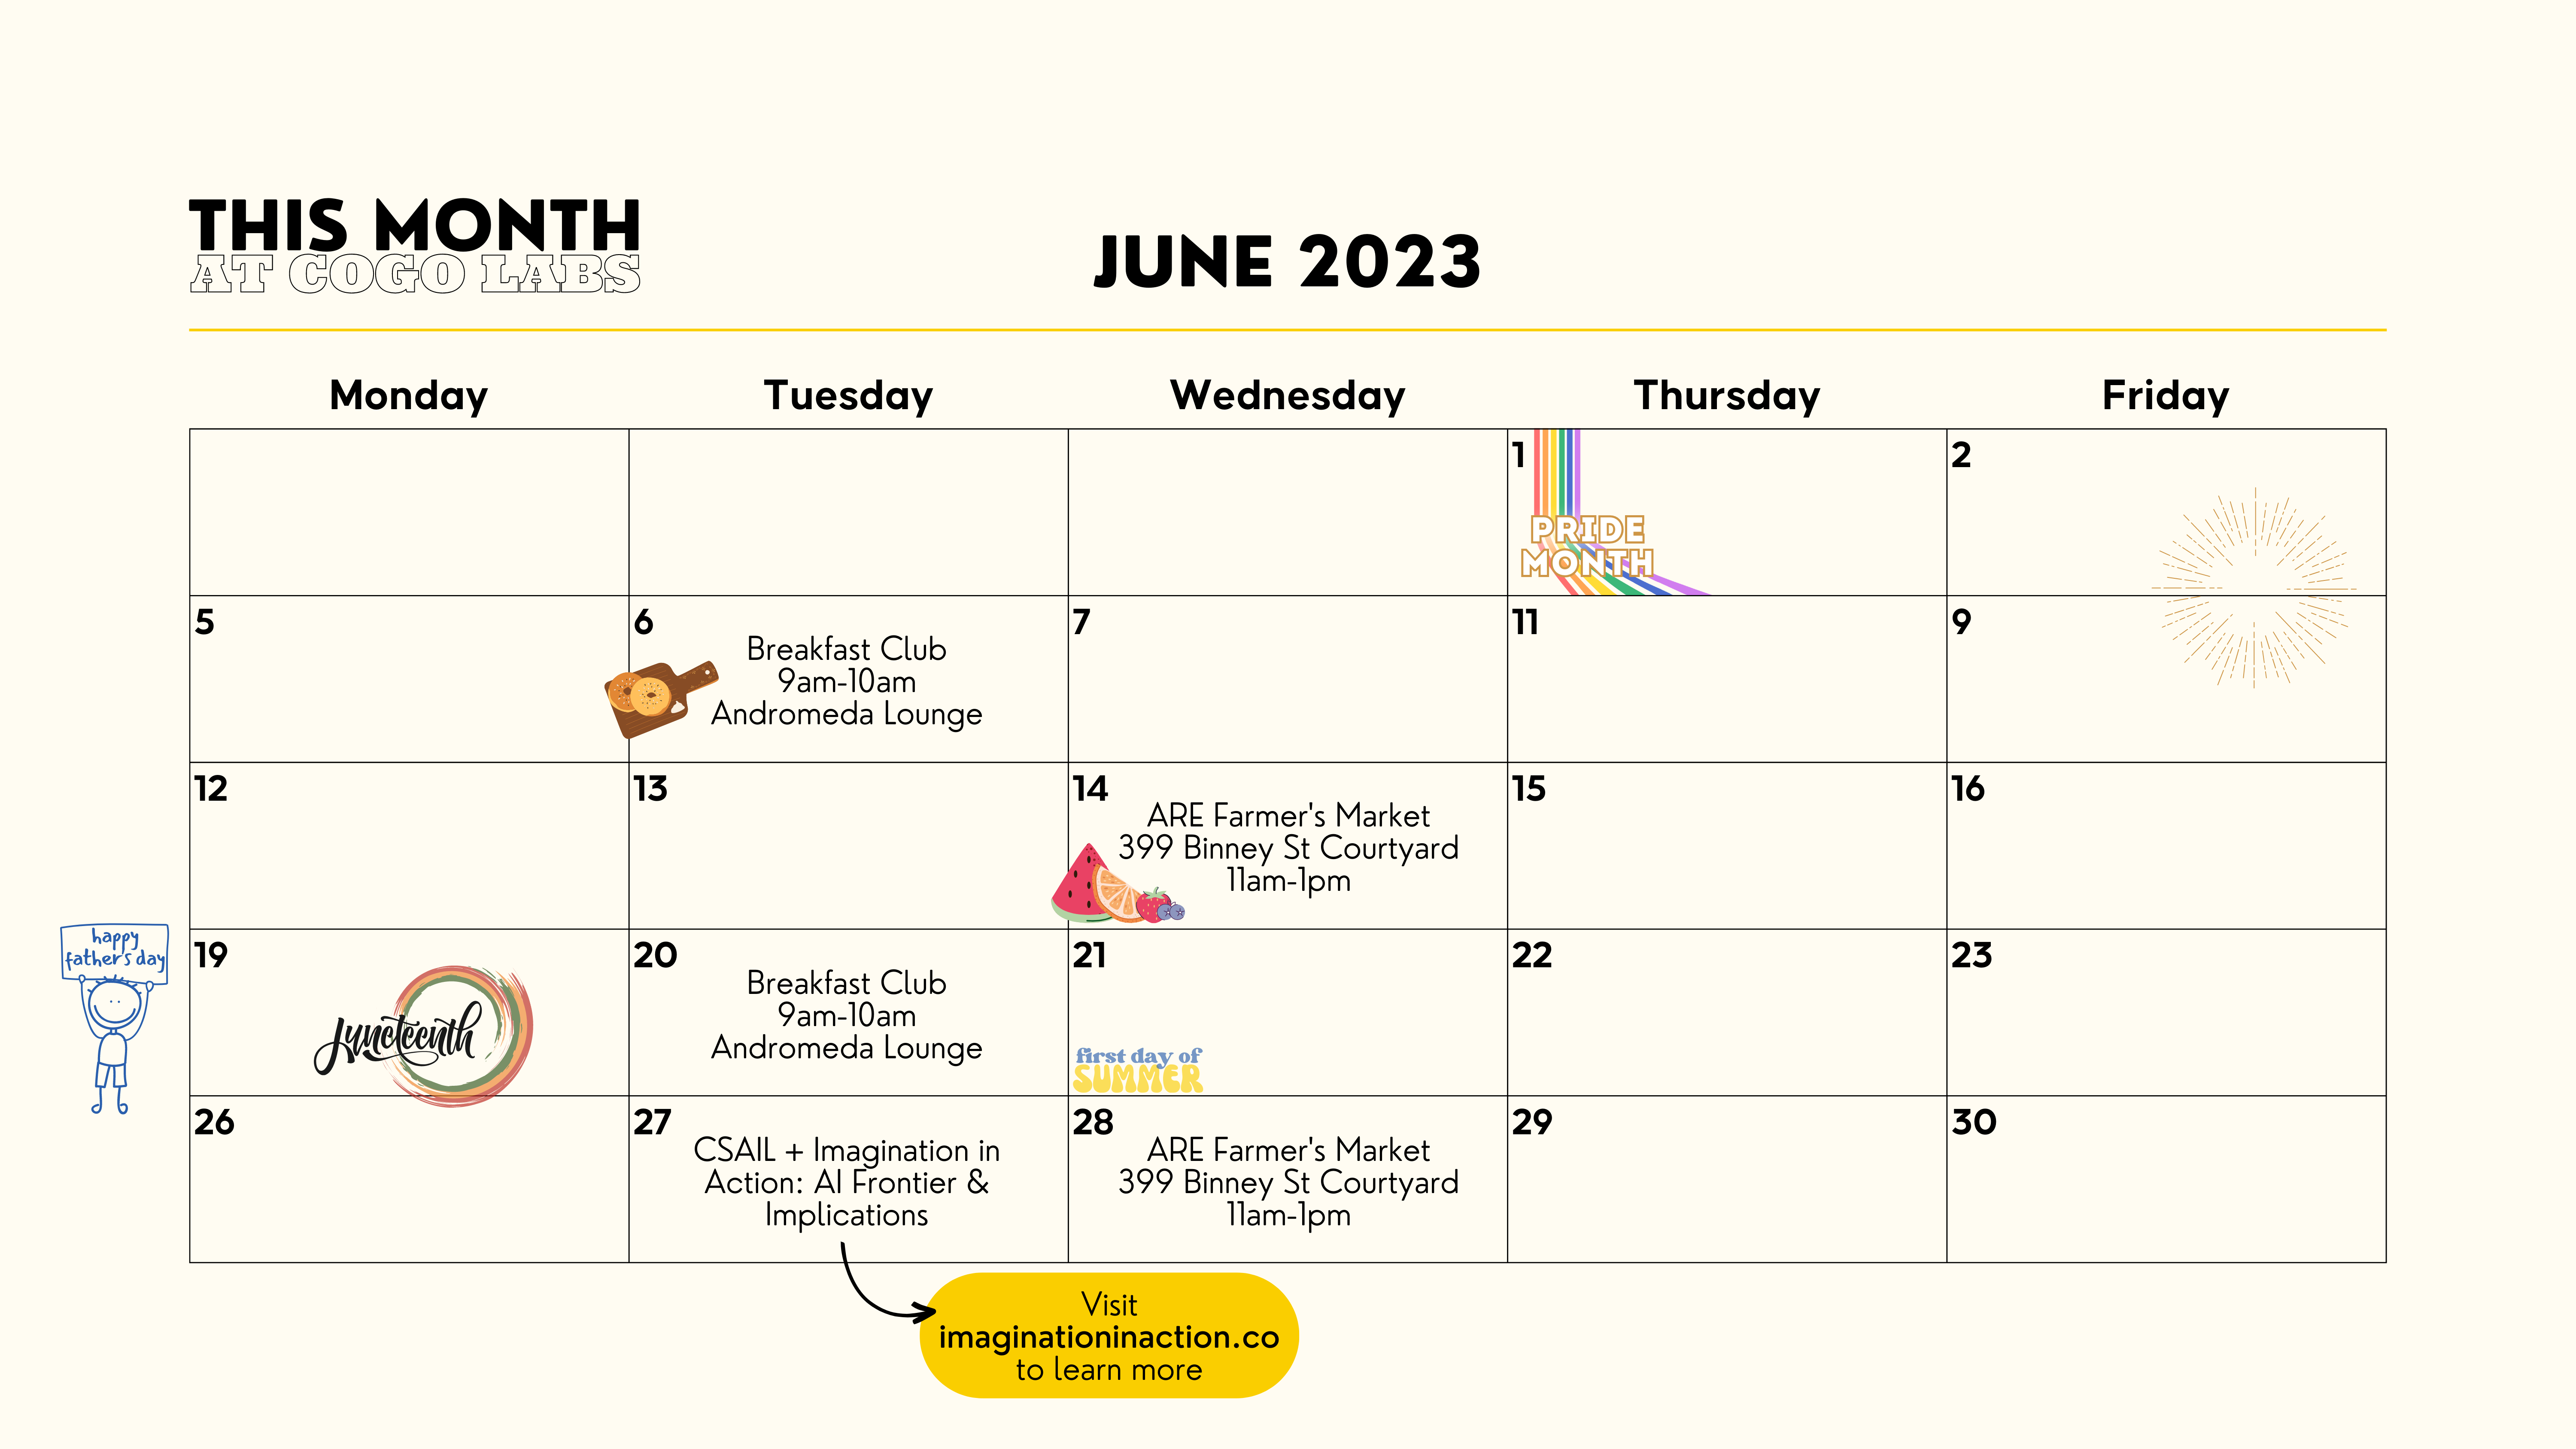 THIS MONTH
AT COGO LABS
JUNE 2023
Monday Tuesday Wednesday Thursday Friday
1
PRIDE
MONTH
2
5
6
Breakfast Club
9am-10am
Andromeda Lounge
7
11
9
12
13
14
ARE Farmer's Market
399 Binney St Courtyard
11am-1pm
15
16
happy
father's day
19
Juneteenth
20
Breakfast Club
9am-10am
Andromeda Lounge
21
first day of
SUMMER
22
23
26
27
CSAIL + Imagination in
Action: AI Frontier &
Implications
28
ARE Farmer's Market
399 Binney St Courtyard
11am-1pm
29
30
Visit
imaginationinaction.co
to learn more